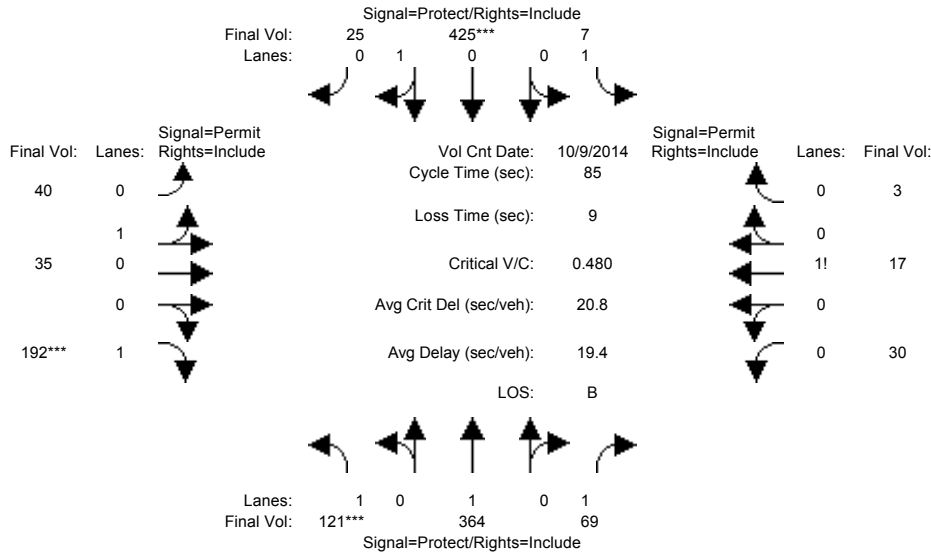 Signal=Protect/Rights=Include
Final Vol: 25 425*** 7
Lanes: 0 1 0 0 1
Signal=Permit Signal=Permit
Final Vol: Lanes: Rights=Include Vol Cnt Date: 10/9/2014 Rights=Include Lanes: Final Vol:
Cycle Time (sec): 85
40 0 0 3
Loss Time (sec): 9
1 0
35 0 Critical V/C: 0.480 1! 17
0 Avg Crit Del (sec/veh): 20.8 0
192*** 1 Avg Delay (sec/veh): 19.4 0 30
LOS: B
Lanes: 1 0 1 0 1
Final Vol: 121*** 364 69
Signal=Protect/Rights=Include